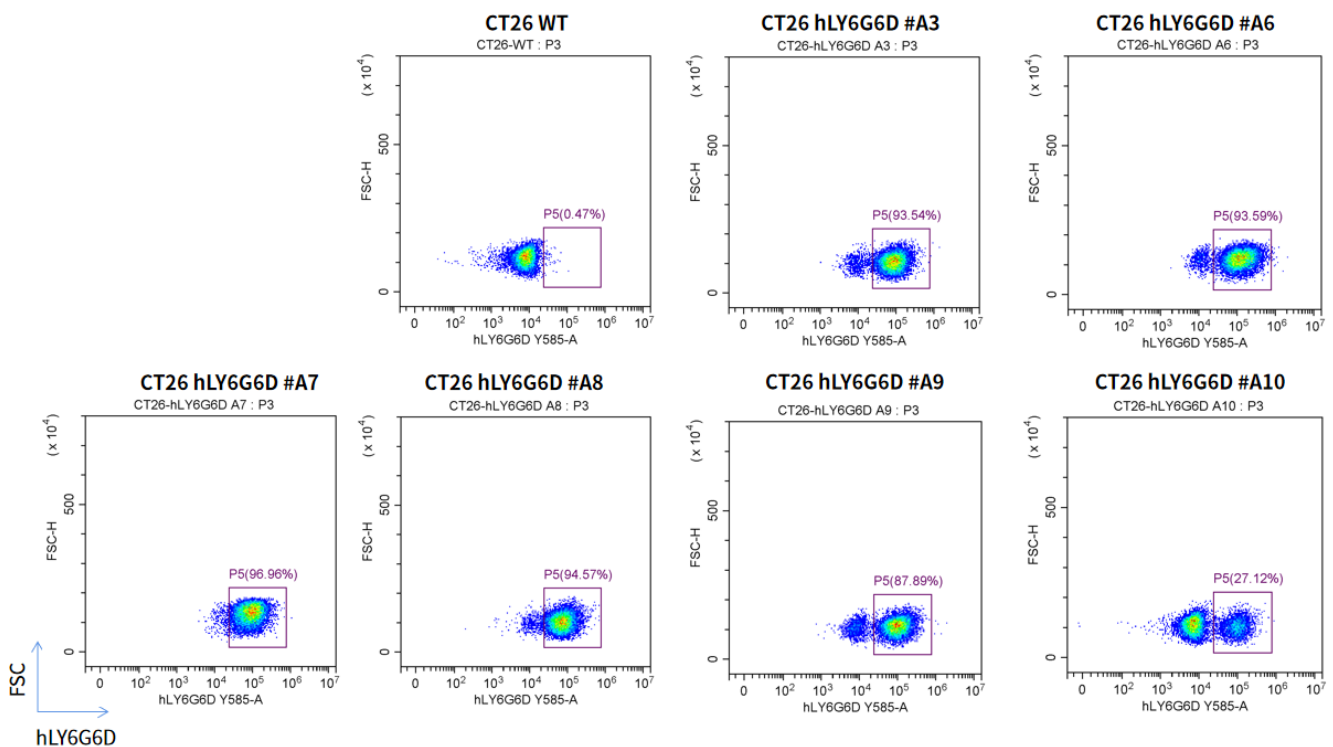 CT26 WT
CT26-WT : P3
(x 10⁴)
500
FSC-H
P5(0.47%)
0
0 10² 10³ 10⁴ 10⁵ 10⁶ 10⁷
hLY6G6D Y585-A
CT26 hLY6G6D #A3
CT26-hLY6G6D A3 : P3
(x 10⁴)
500
FSC-H
P5(93.54%)
0
0 10² 10³ 10⁴ 10⁵ 10⁶ 10⁷
hLY6G6D Y585-A
CT26 hLY6G6D #A6
CT26-hLY6G6D A6 : P3
(x 10⁴)
500
FSC-H
P5(93.59%)
0
0 10² 10³ 10⁴ 10⁵ 10⁶ 10⁷
hLY6G6D Y585-A
CT26 hLY6G6D #A7
CT26-hLY6G6D A7 : P3
(x 10⁴)
500
FSC-H
P5(96.96%)
0
0 10² 10³ 10⁴ 10⁵ 10⁶ 10⁷
hLY6G6D Y585-A
CT26 hLY6G6D #A8
CT26-hLY6G6D A8 : P3
(x 10⁴)
500
FSC-H
P5(94.57%)
0
0 10² 10³ 10⁴ 10⁵ 10⁶ 10⁷
hLY6G6D Y585-A
CT26 hLY6G6D #A9
CT26-hLY6G6D A9 : P3
(x 10⁴)
500
FSC-H
P5(87.89%)
0
0 10² 10³ 10⁴ 10⁵ 10⁶ 10⁷
hLY6G6D Y585-A
CT26 hLY6G6D #A10
CT26-hLY6G6D A10 : P3
(x 10⁴)
500
FSC-H
P5(27.12%)
0
0 10² 10³ 10⁴ 10⁵ 10⁶ 10⁷
hLY6G6D Y585-A
FSC
hLY6G6D